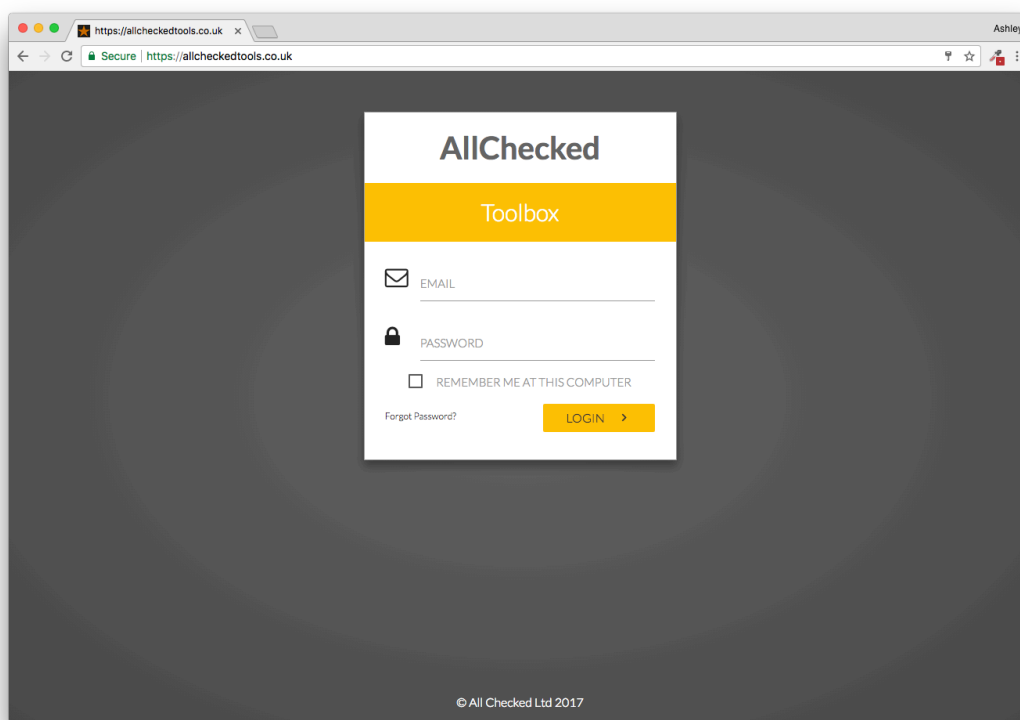 https://allcheckedtools.co.uk
Ashley
Secure | https://allcheckedtools.co.uk
AllChecked
Toolbox
EMAIL
PASSWORD
REMEMBER ME AT THIS COMPUTER
Forgot Password?
LOGIN
© All Checked Ltd 2017